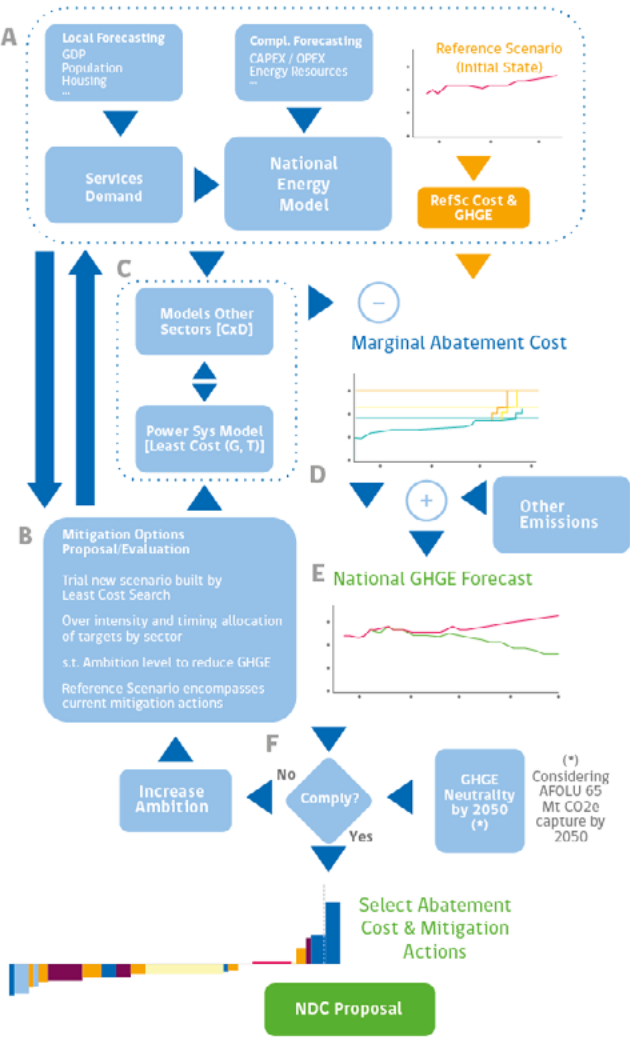 A
Local Forecasting
GDP
Population
Housing
...
Compl. Forecasting
CAPEX / OPEX
Energy Resources
...
Reference Scenario
(Initial State)
Services
Demand
National
Energy
Model
RefSc Cost &
GHGE
C
Models Other
Sectors [CxD]
−
Marginal Abatement Cost
Power Sys Model
[Least Cost (G, T)]
D
+
Other
Emissions
B
Mitigation Options
Proposal/Evaluation
Trial new scenario built by
Least Cost Search
Over intensity and timing allocation
of targets by sector
s.t. Ambition level to reduce GHGE
Reference Scenario encompasses
current mitigation actions
E
National GHGE Forecast
F
No
Increase
Ambition
Comply?
Yes
GHGE
Neutrality
by 2050
(*)
(*)
Considering
AFOLU 65
Mt CO2e
capture by
2050
Select Abatement
Cost & Mitigation
Actions
NDC Proposal